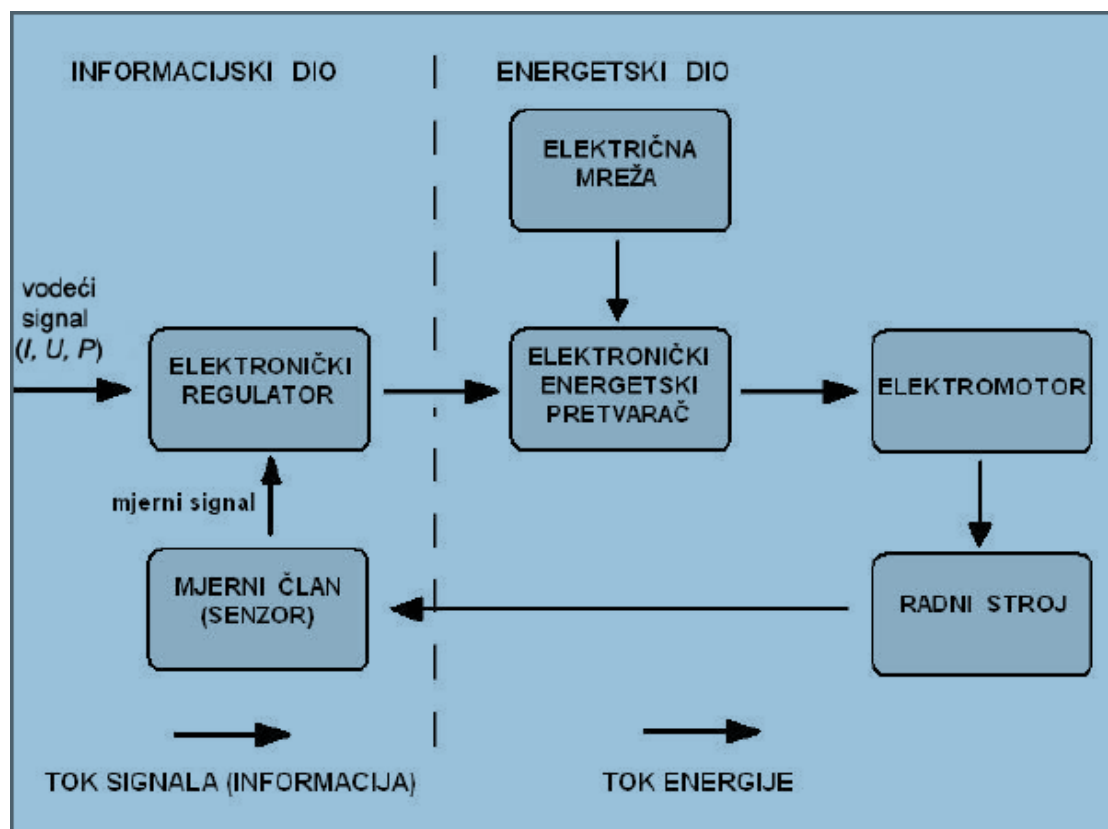 INFORMACIJSKI DIO
ENERGETSKI DIO
ELEKTRIČNA
MREŽA
vodeći
signal
(I, U, P)
ELEKTRONIČKI
REGULATOR
ELEKTRONIČKI
ENERGETSKI
PRETVARAČ
ELEKTROMOTOR
mjerni signal
MJERNI ČLAN
(SENZOR)
RADNI STROJ
TOK SIGNALA (INFORMACIJA)
TOK ENERGIJE